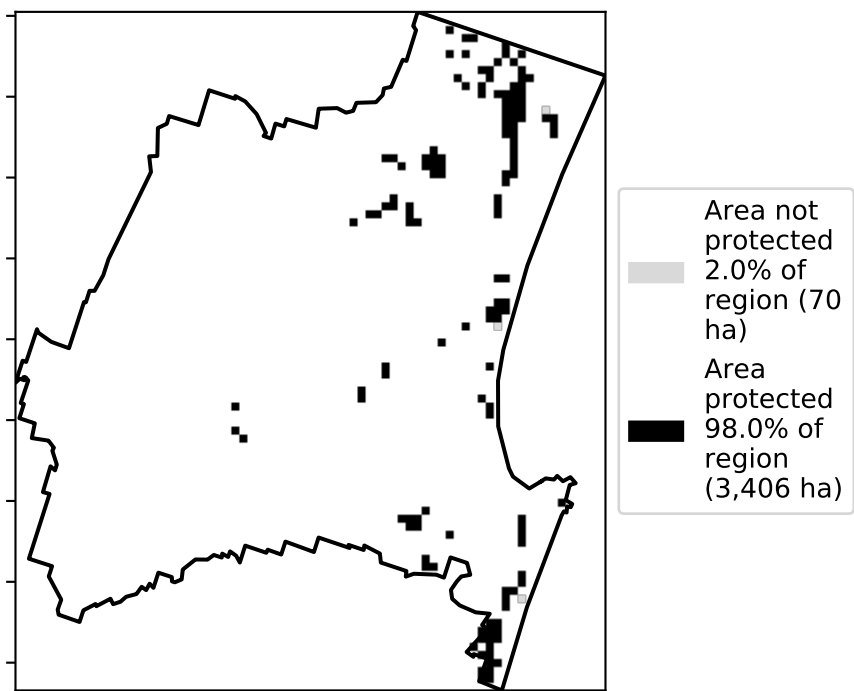 Area not
protected
2.0% of
region (70
ha)
Area
protected
98.0% of
region
(3,406 ha)